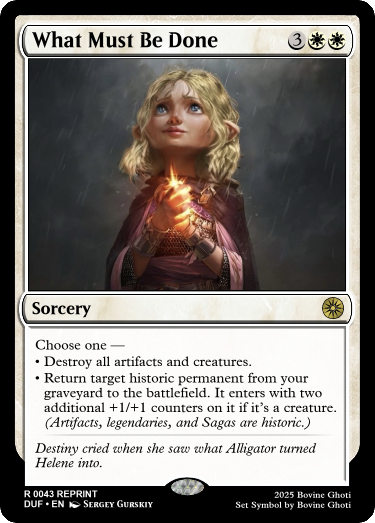 What Must Be Done 3
Sorcery
Choose one —
• Destroy all artifacts and creatures.
• Return target historic permanent from your
graveyard to the battlefield. It enters with two
additional +1/+1 counters on it if it's a creature.
(Artifacts, legendaries, and Sagas are historic.)
Destiny cried when she saw what Alligator turned
Helene into.
R 0043 REPRINT
DUF • EN Sergey Gurskiy
2025 Bovine Ghoti
Set Symbol by Bovine Ghoti